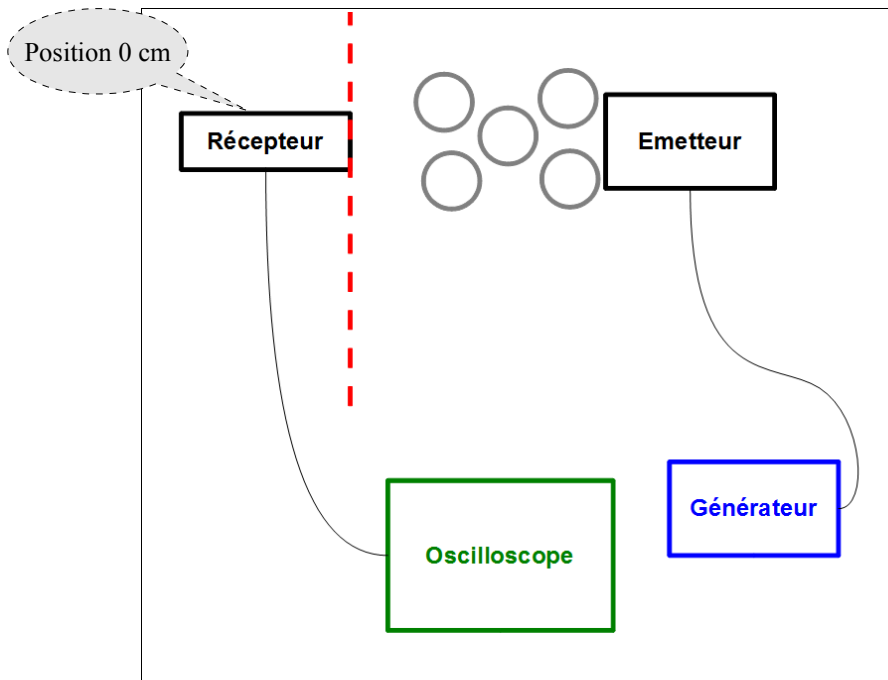 Position 0 cm
Récepteur
Emetteur
Générateur
Oscilloscope